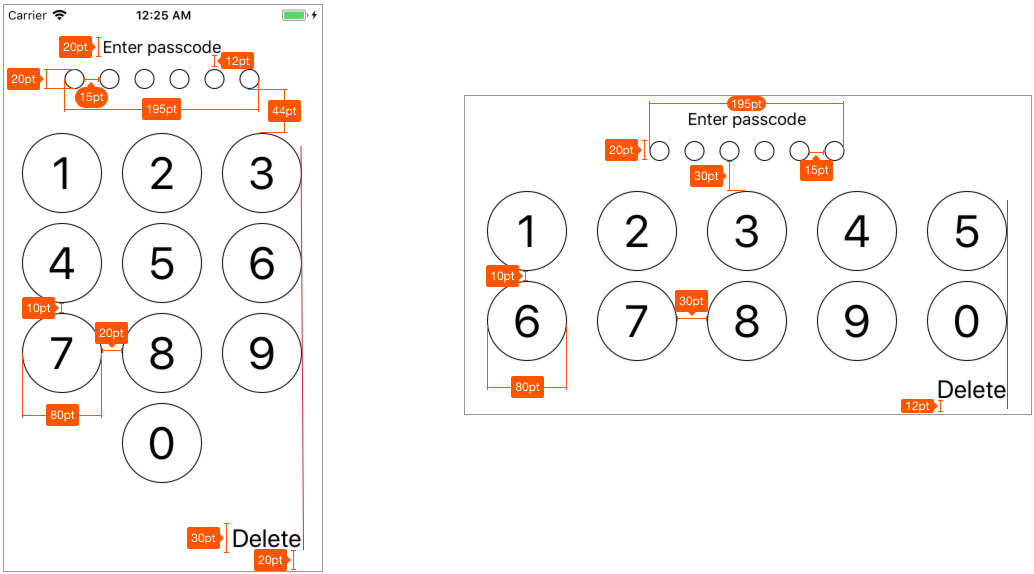 Carrier 12:25 AM
20pt Enter passcode
12pt
20pt
15pt
195pt
44pt
1 2 3
4 5 6
10pt
20pt
7 8 9
80pt
0
30pt Delete
20pt
195pt
Enter passcode
20pt
15pt
30pt
1 2 3 4 5
10pt
30pt
6 7 8 9 0
80pt
Delete
12pt